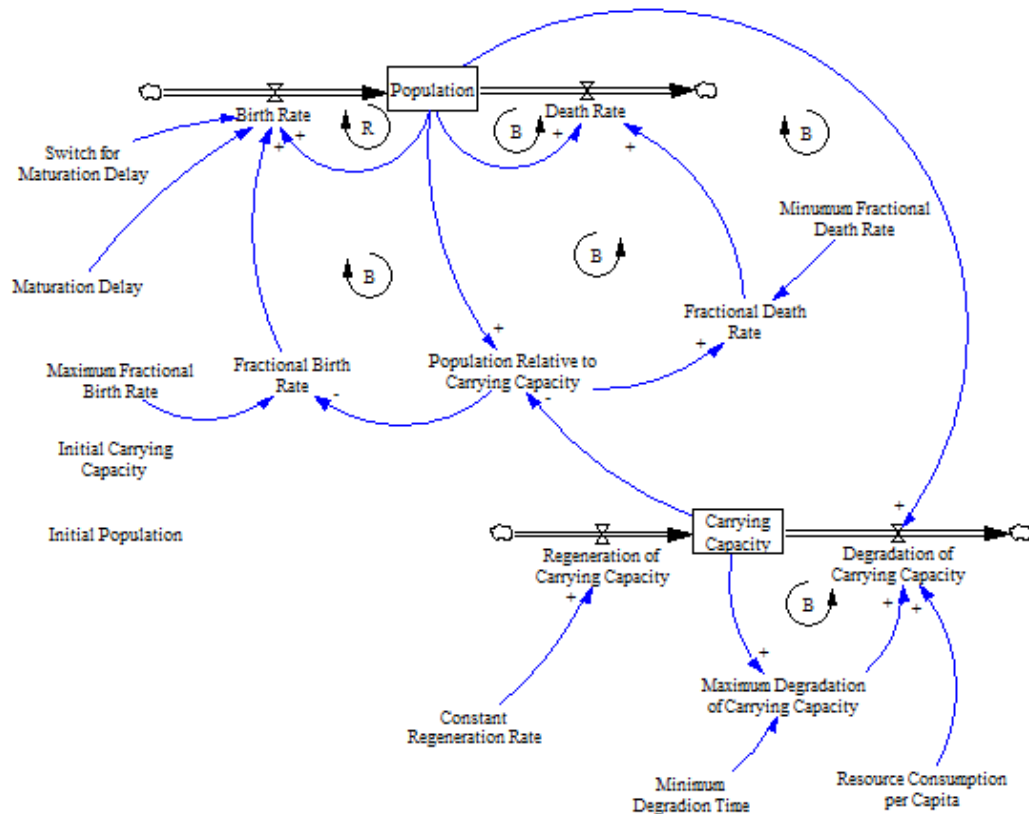 Population
Birth Rate
Death Rate
R
B
B
+
+
+
+
Switch for
Maturation Delay
Minumum Fractional
Death Rate
B
B
Maturation Delay
Fractional Death
Rate
+
+
Population Relative to
Carrying Capacity
Maximum Fractional
Birth Rate
Fractional Birth
Rate
-
-
Initial Carrying
Capacity
+
Initial Population
Carrying
Capacity
Regeneration of
Carrying Capacity
Degradation of
Carrying Capacity
+
B
+
+
+
Maximum Degradation
of Carrying Capacity
Constant
Regeneration Rate
Minimum
Degradion Time
Resource Consumption
per Capita